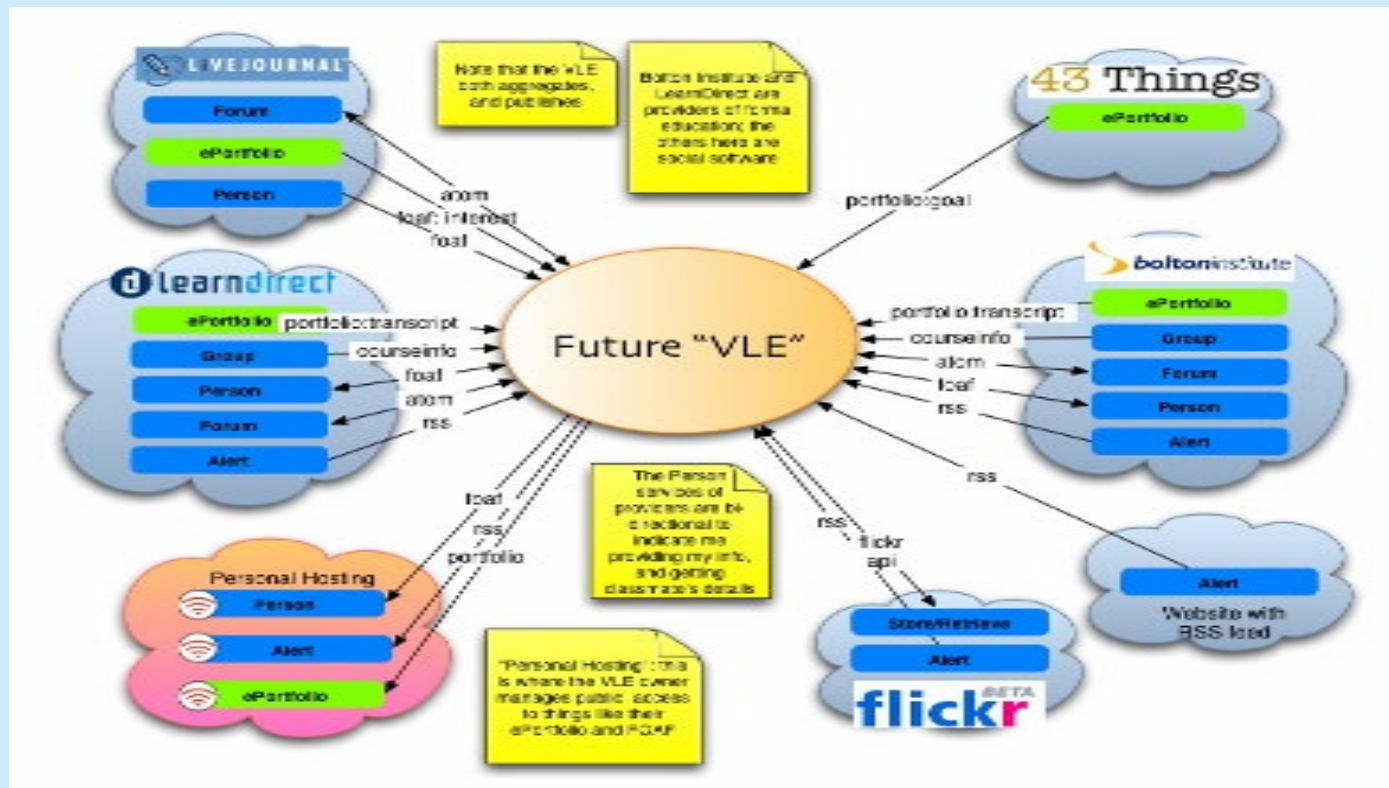 LIVEJOURNAL
Forum
ePortfolio
Person
atom
foaf: interest
foaf
Note that the VLE
both aggregates,
and publishes
Bolton Institute and
LearnDirect are
providers of forma
education; the
others here are
social software
43 Things
ePortfolio
portfolio:goal
learndirect
ePortfolio
Group
Person
Forum
Alert
portfolio:transcript
courseinfo
foaf
atom
rss
Future "VLE"
boltoninstitute
ePortfolio
Group
Forum
Person
Alert
portfolio:transcript
courseinfo
atom
foaf
rss
foaf
rss
portfolio
Personal Hosting
Person
Alert
ePortfolio
The Person
services of
providers are bi-
directional to
indicate me
providing my info,
and getting
classmate's details
"Personal Hosting": this
is where the VLE owner
manages public access
to things like their
ePortfolio and FOAF
rss
flickr
api
Store/Retrieve
Alert
flickr
BETA
rss
Alert
Website with
RSS feed